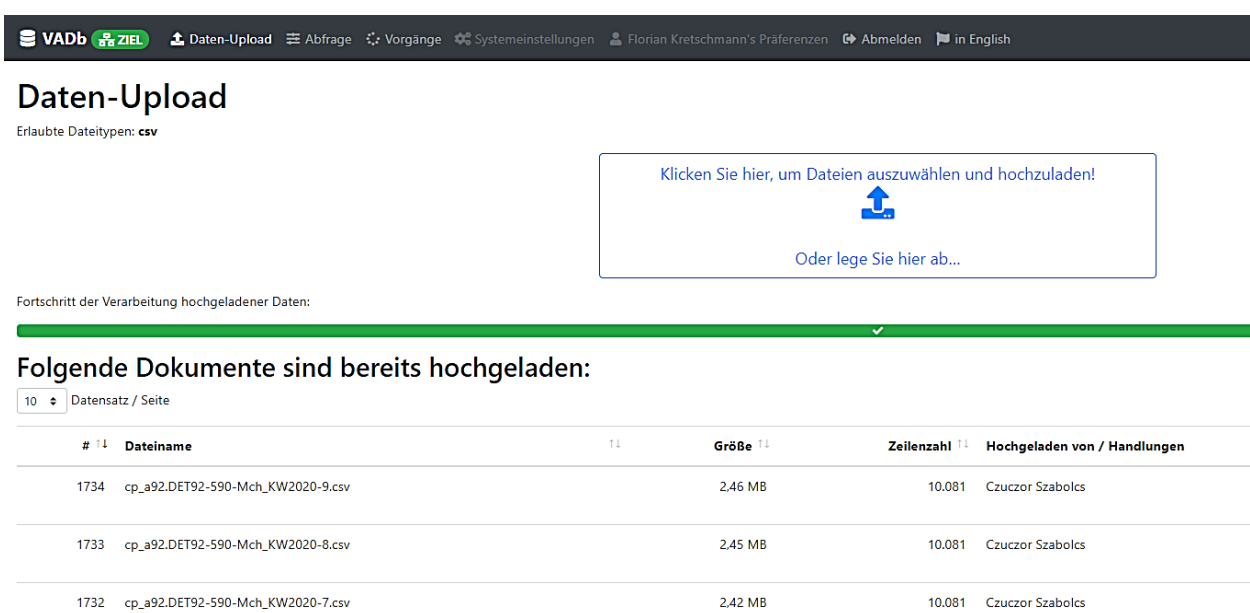 VADb ZIEL Daten-Upload Abfrage Vorgänge Systemeinstellungen Florian Kretschmann's Präferenzen Abmelden in English
Daten-Upload
Erlaubte Dateitypen: csv
Klicken Sie hier, um Dateien auszuwählen und hochzuladen!
Oder lege Sie hier ab...
Fortschritt der Verarbeitung hochgeladener Daten:
Folgende Dokumente sind bereits hochgeladen:
10 Datensatz / Seite
# Dateiname Größe Zeilenzahl Hochgeladen von / Handlungen
1734 cp_a92.DET92-590-Mch_KW2020-9.csv 2,46 MB 10.081 Czuczor Szabolcs
1733 cp_a92.DET92-590-Mch_KW2020-8.csv 2,45 MB 10.081 Czuczor Szabolcs
1732 cp_a92.DET92-590-Mch_KW2020-7.csv 2,42 MB 10.081 Czuczor Szabolcs